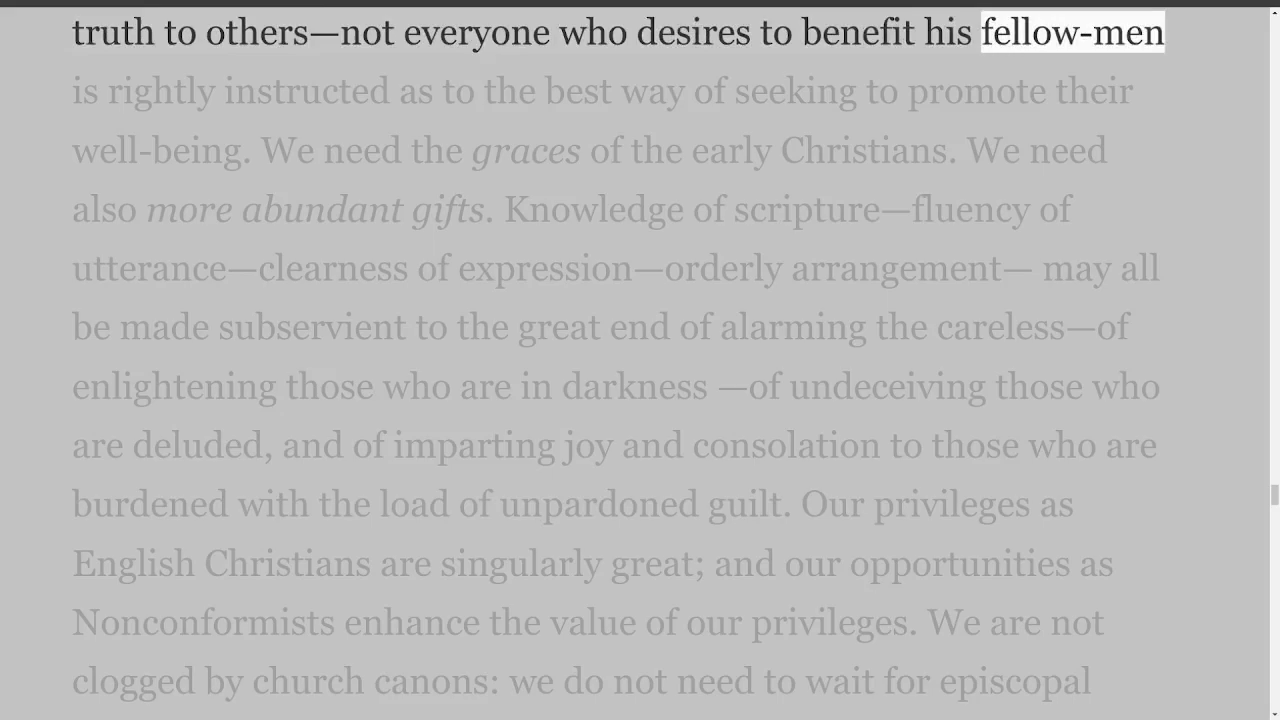 truth to others—not everyone who desires to benefit his fellow-men
is rightly instructed as to the best way of seeking to promote their
well-being. We need the graces of the early Christians. We need
also more abundant gifts. Knowledge of scripture—fluency of
utterance—clearness of expression—orderly arrangement— may all
be made subservient to the great end of alarming the careless—of
enlightening those who are in darkness —of undeceiving those who
are deluded, and of imparting joy and consolation to those who are
burdened with the load of unpardoned guilt. Our privileges as
English Christians are singularly great; and our opportunities as
Nonconformists enhance the value of our privileges. We are not
clogged by church canons: we do not need to wait for episcopal